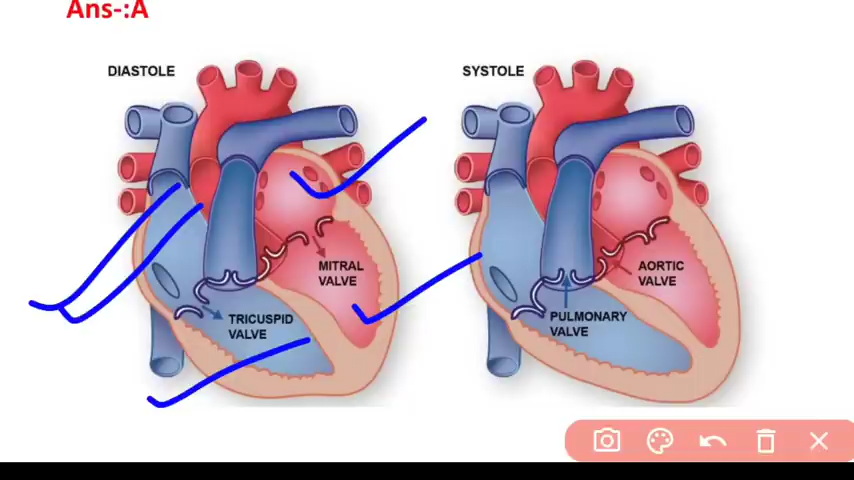 Ans-:A
DIASTOLE
SYSTOLE
MITRAL
VALVE
TRICUSPID
VALVE
AORTIC
VALVE
PULMONARY
VALVE